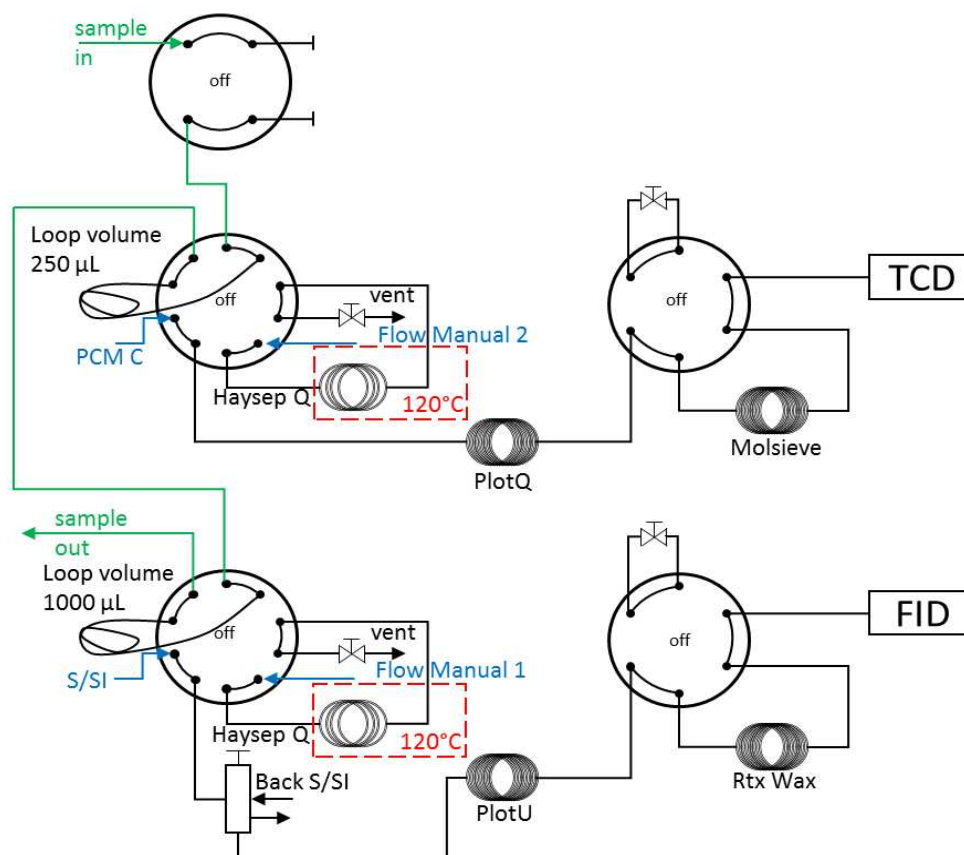 sample
in
off
Loop volume
250 µL
off
vent
off
TCD
PCM C
Flow Manual 2
Haysep Q
120°C
Molsieve
PlotQ
sample
out
Loop volume
1000 µL
off
vent
off
FID
S/SI
Flow Manual 1
Haysep Q
120°C
Back S/SI
PlotU
Rtx Wax